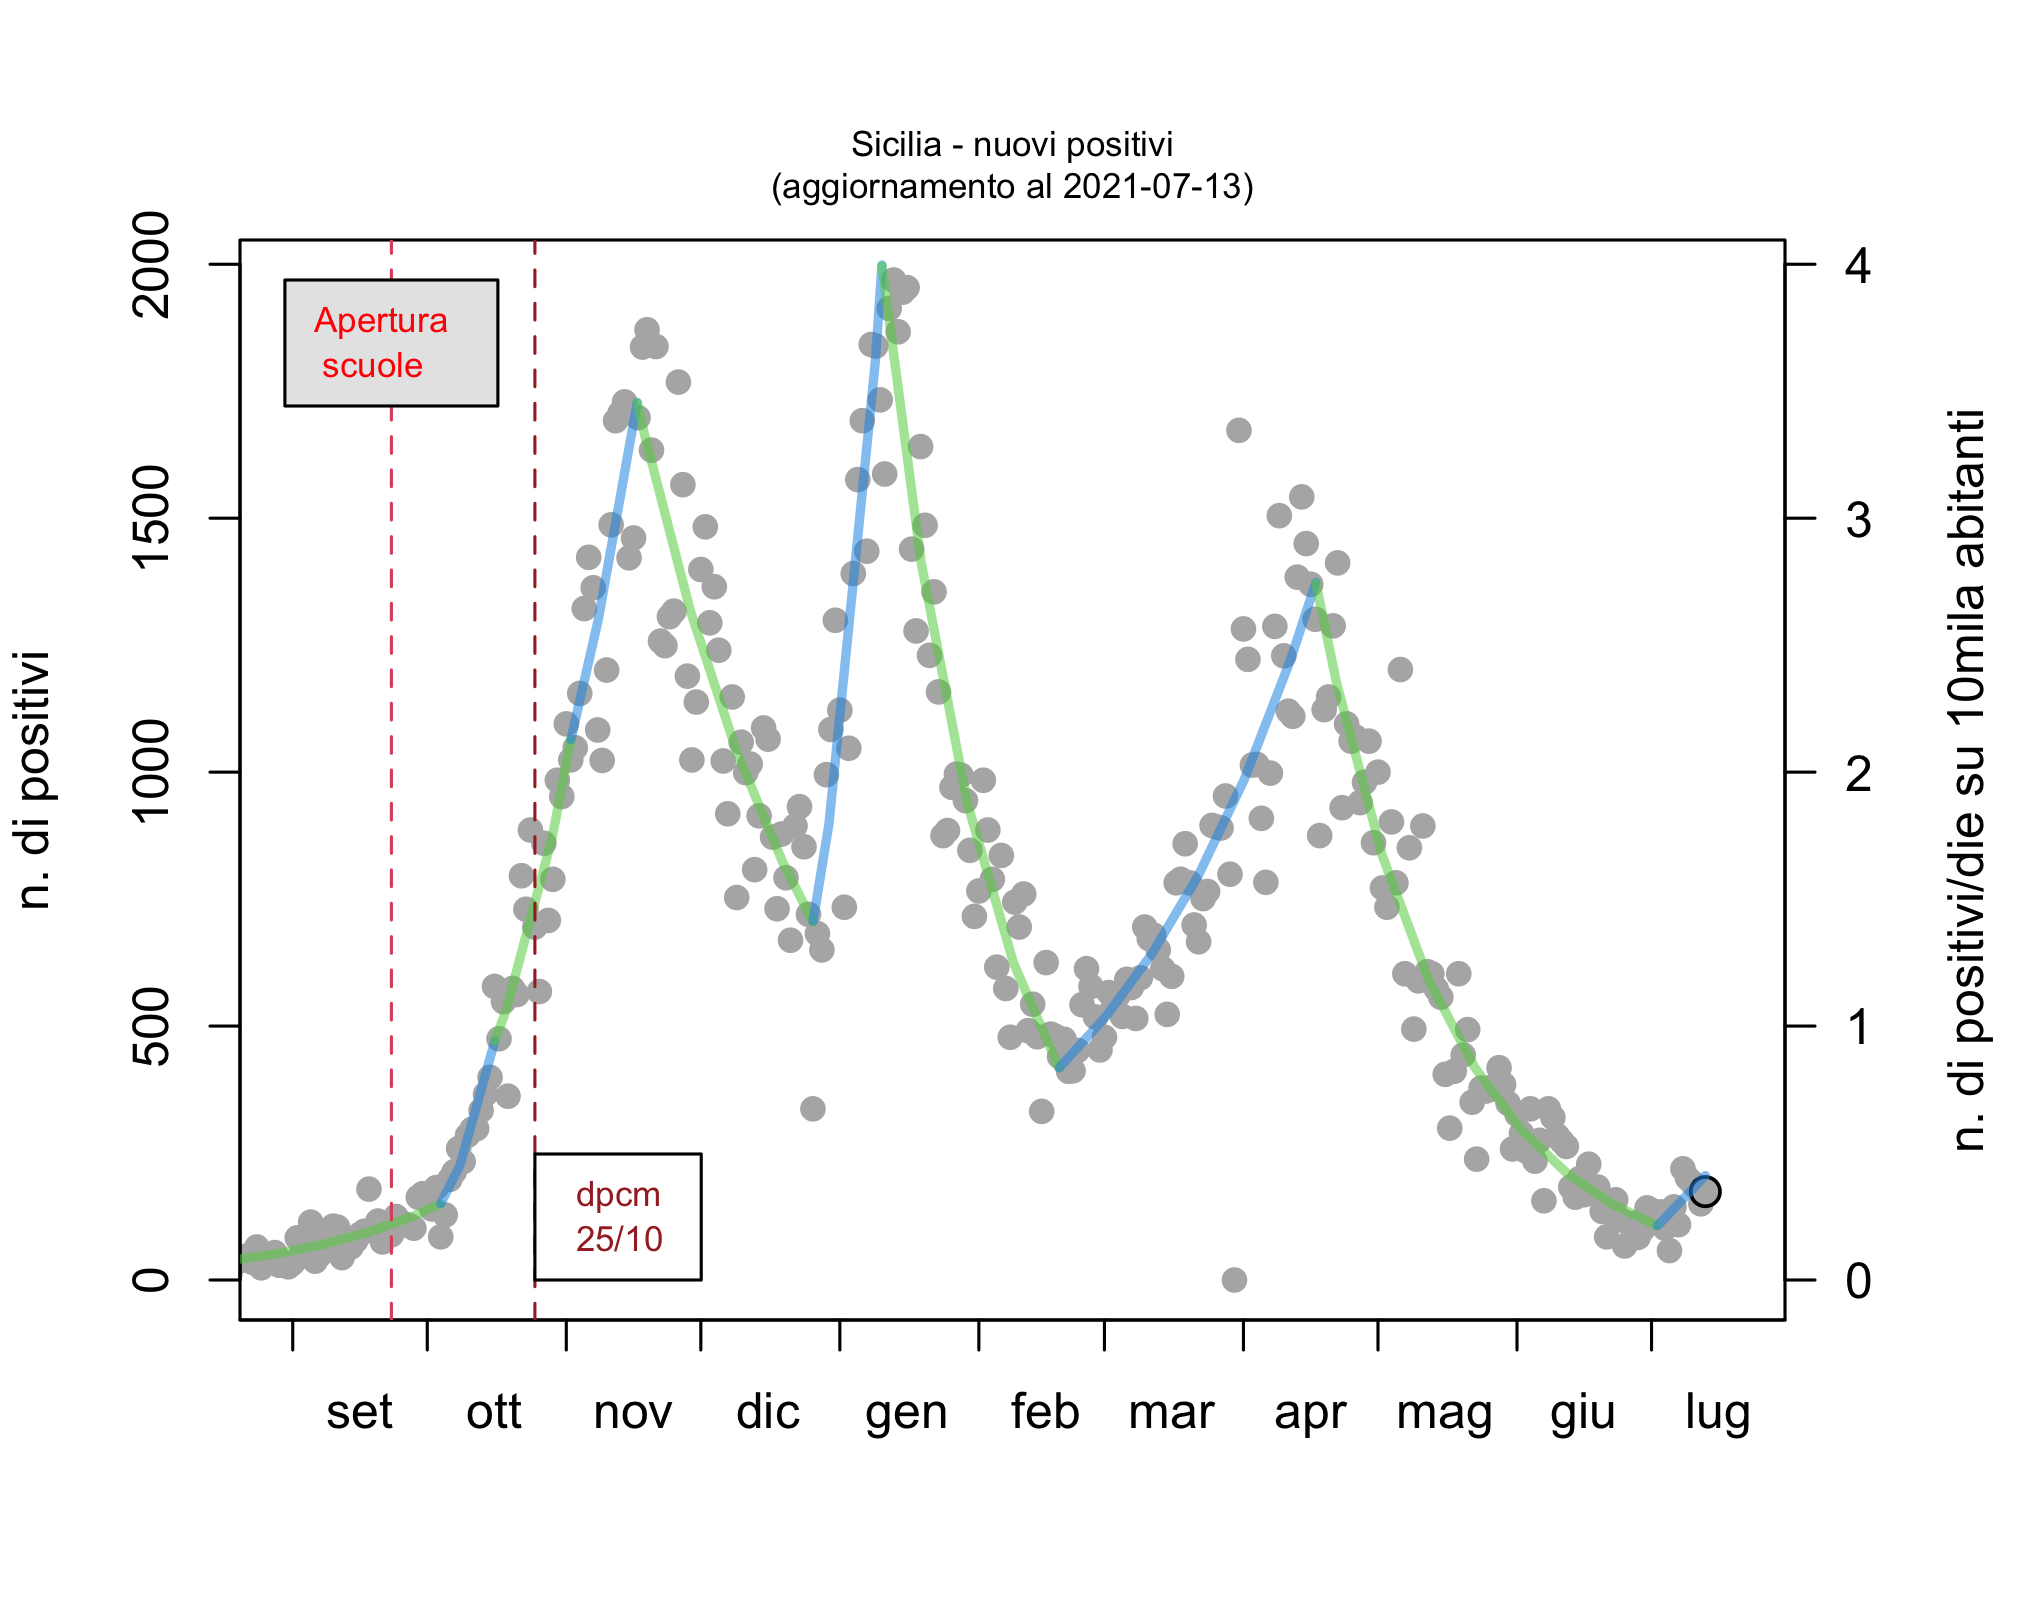 Sicilia - nuovi positivi
(aggiornamento al 2021-07-13)
n. di positivi
2000
1500
1000
500
0
Apertura
scuole
dpcm
25/10
4
3
2
1
0
n. di positivi/die su 10mila abitanti
set ott nov dic gen feb mar apr mag giu lug